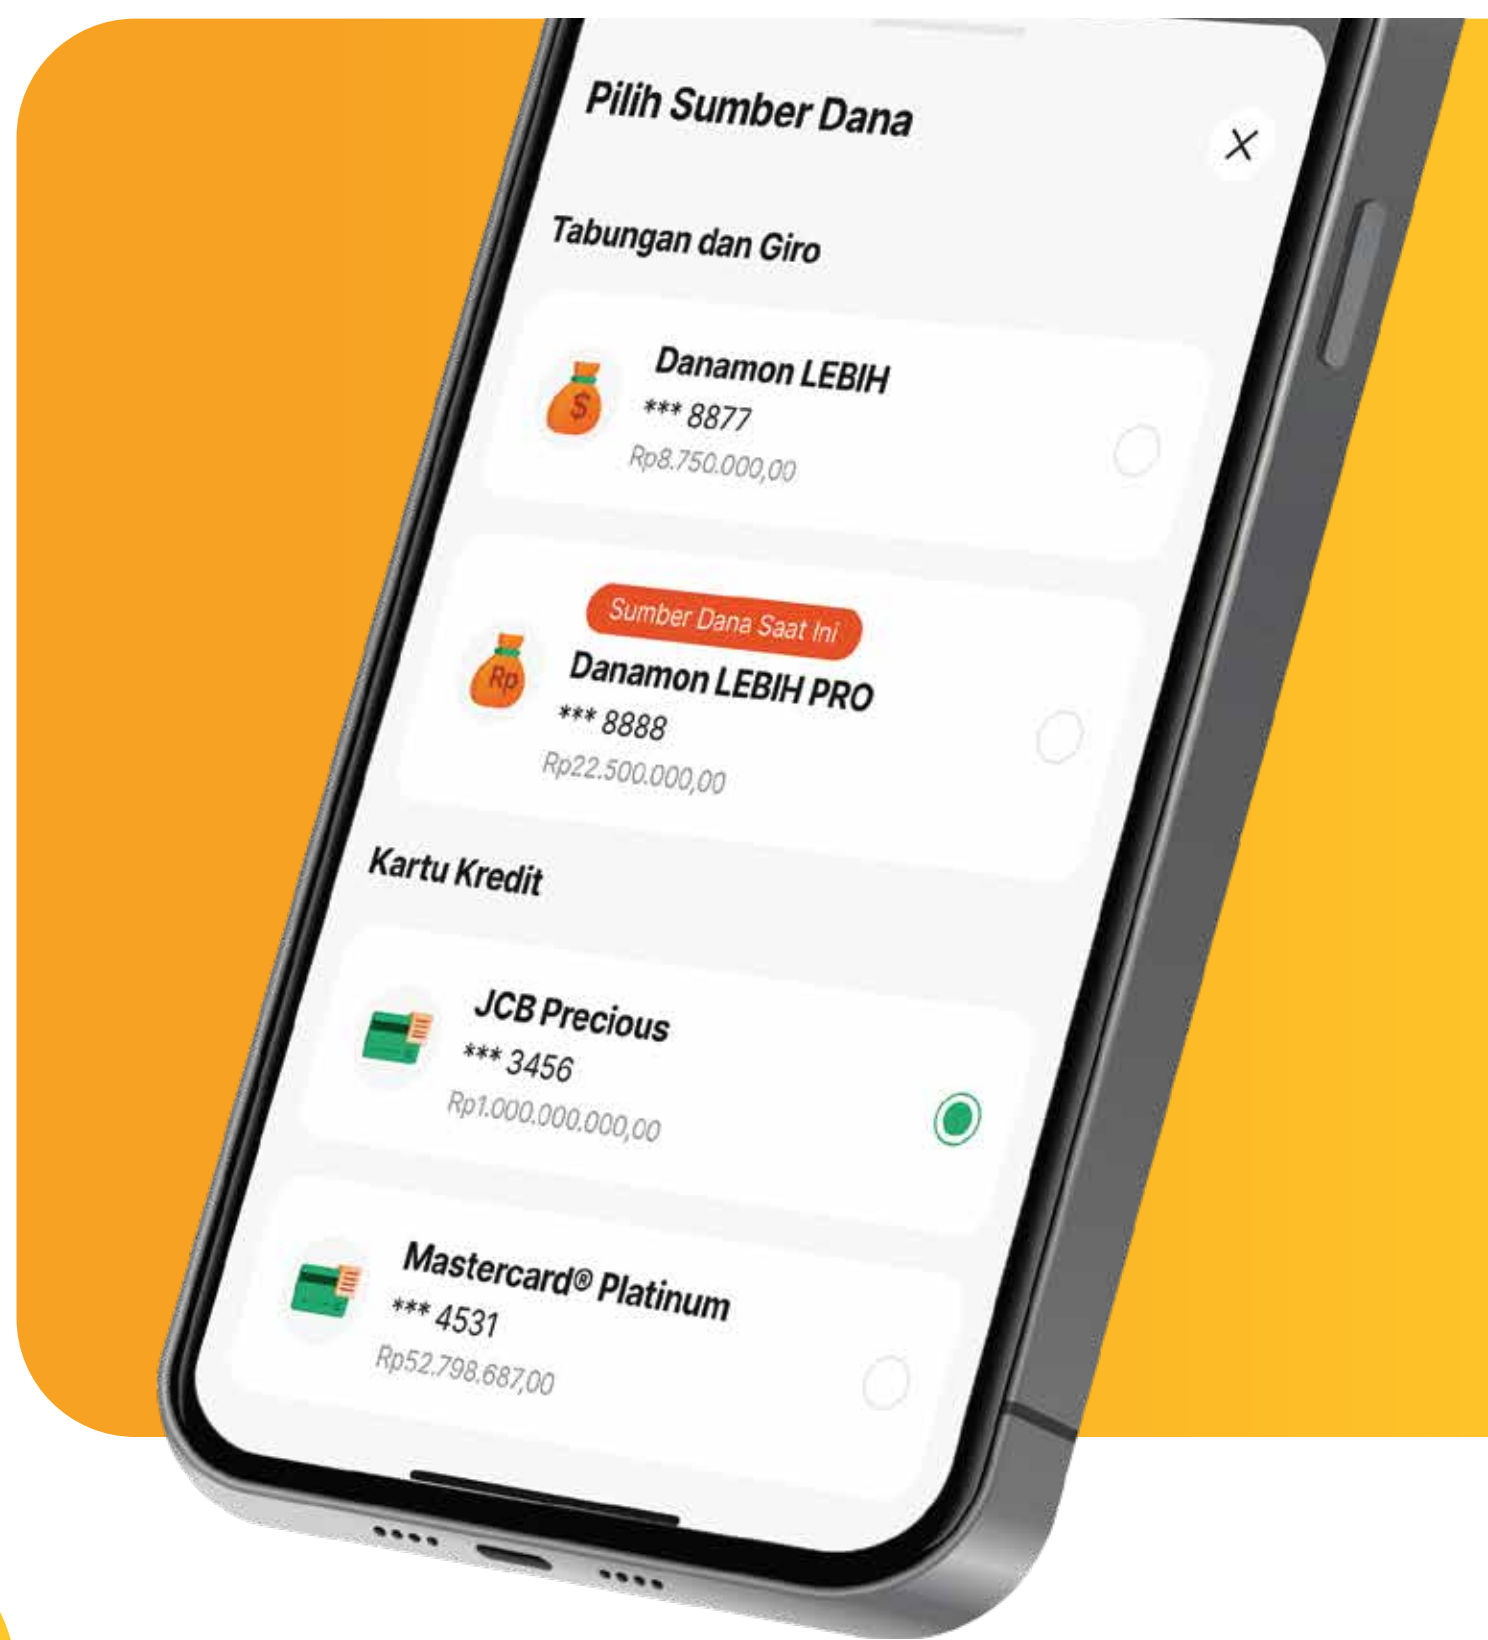 Pilih Sumber Dana
X
Tabungan dan Giro
$
Danamon LEBIH
*** 8877
Rp8.750.000,00
Sumber Dana Saat Ini
Rp
Danamon LEBIH PRO
*** 8888
Rp22.500.000,00
Kartu Kredit
JCB Precious
*** 3456
Rp1.000.000.000,00
Mastercard® Platinum
*** 4531
Rp52.798.687,00